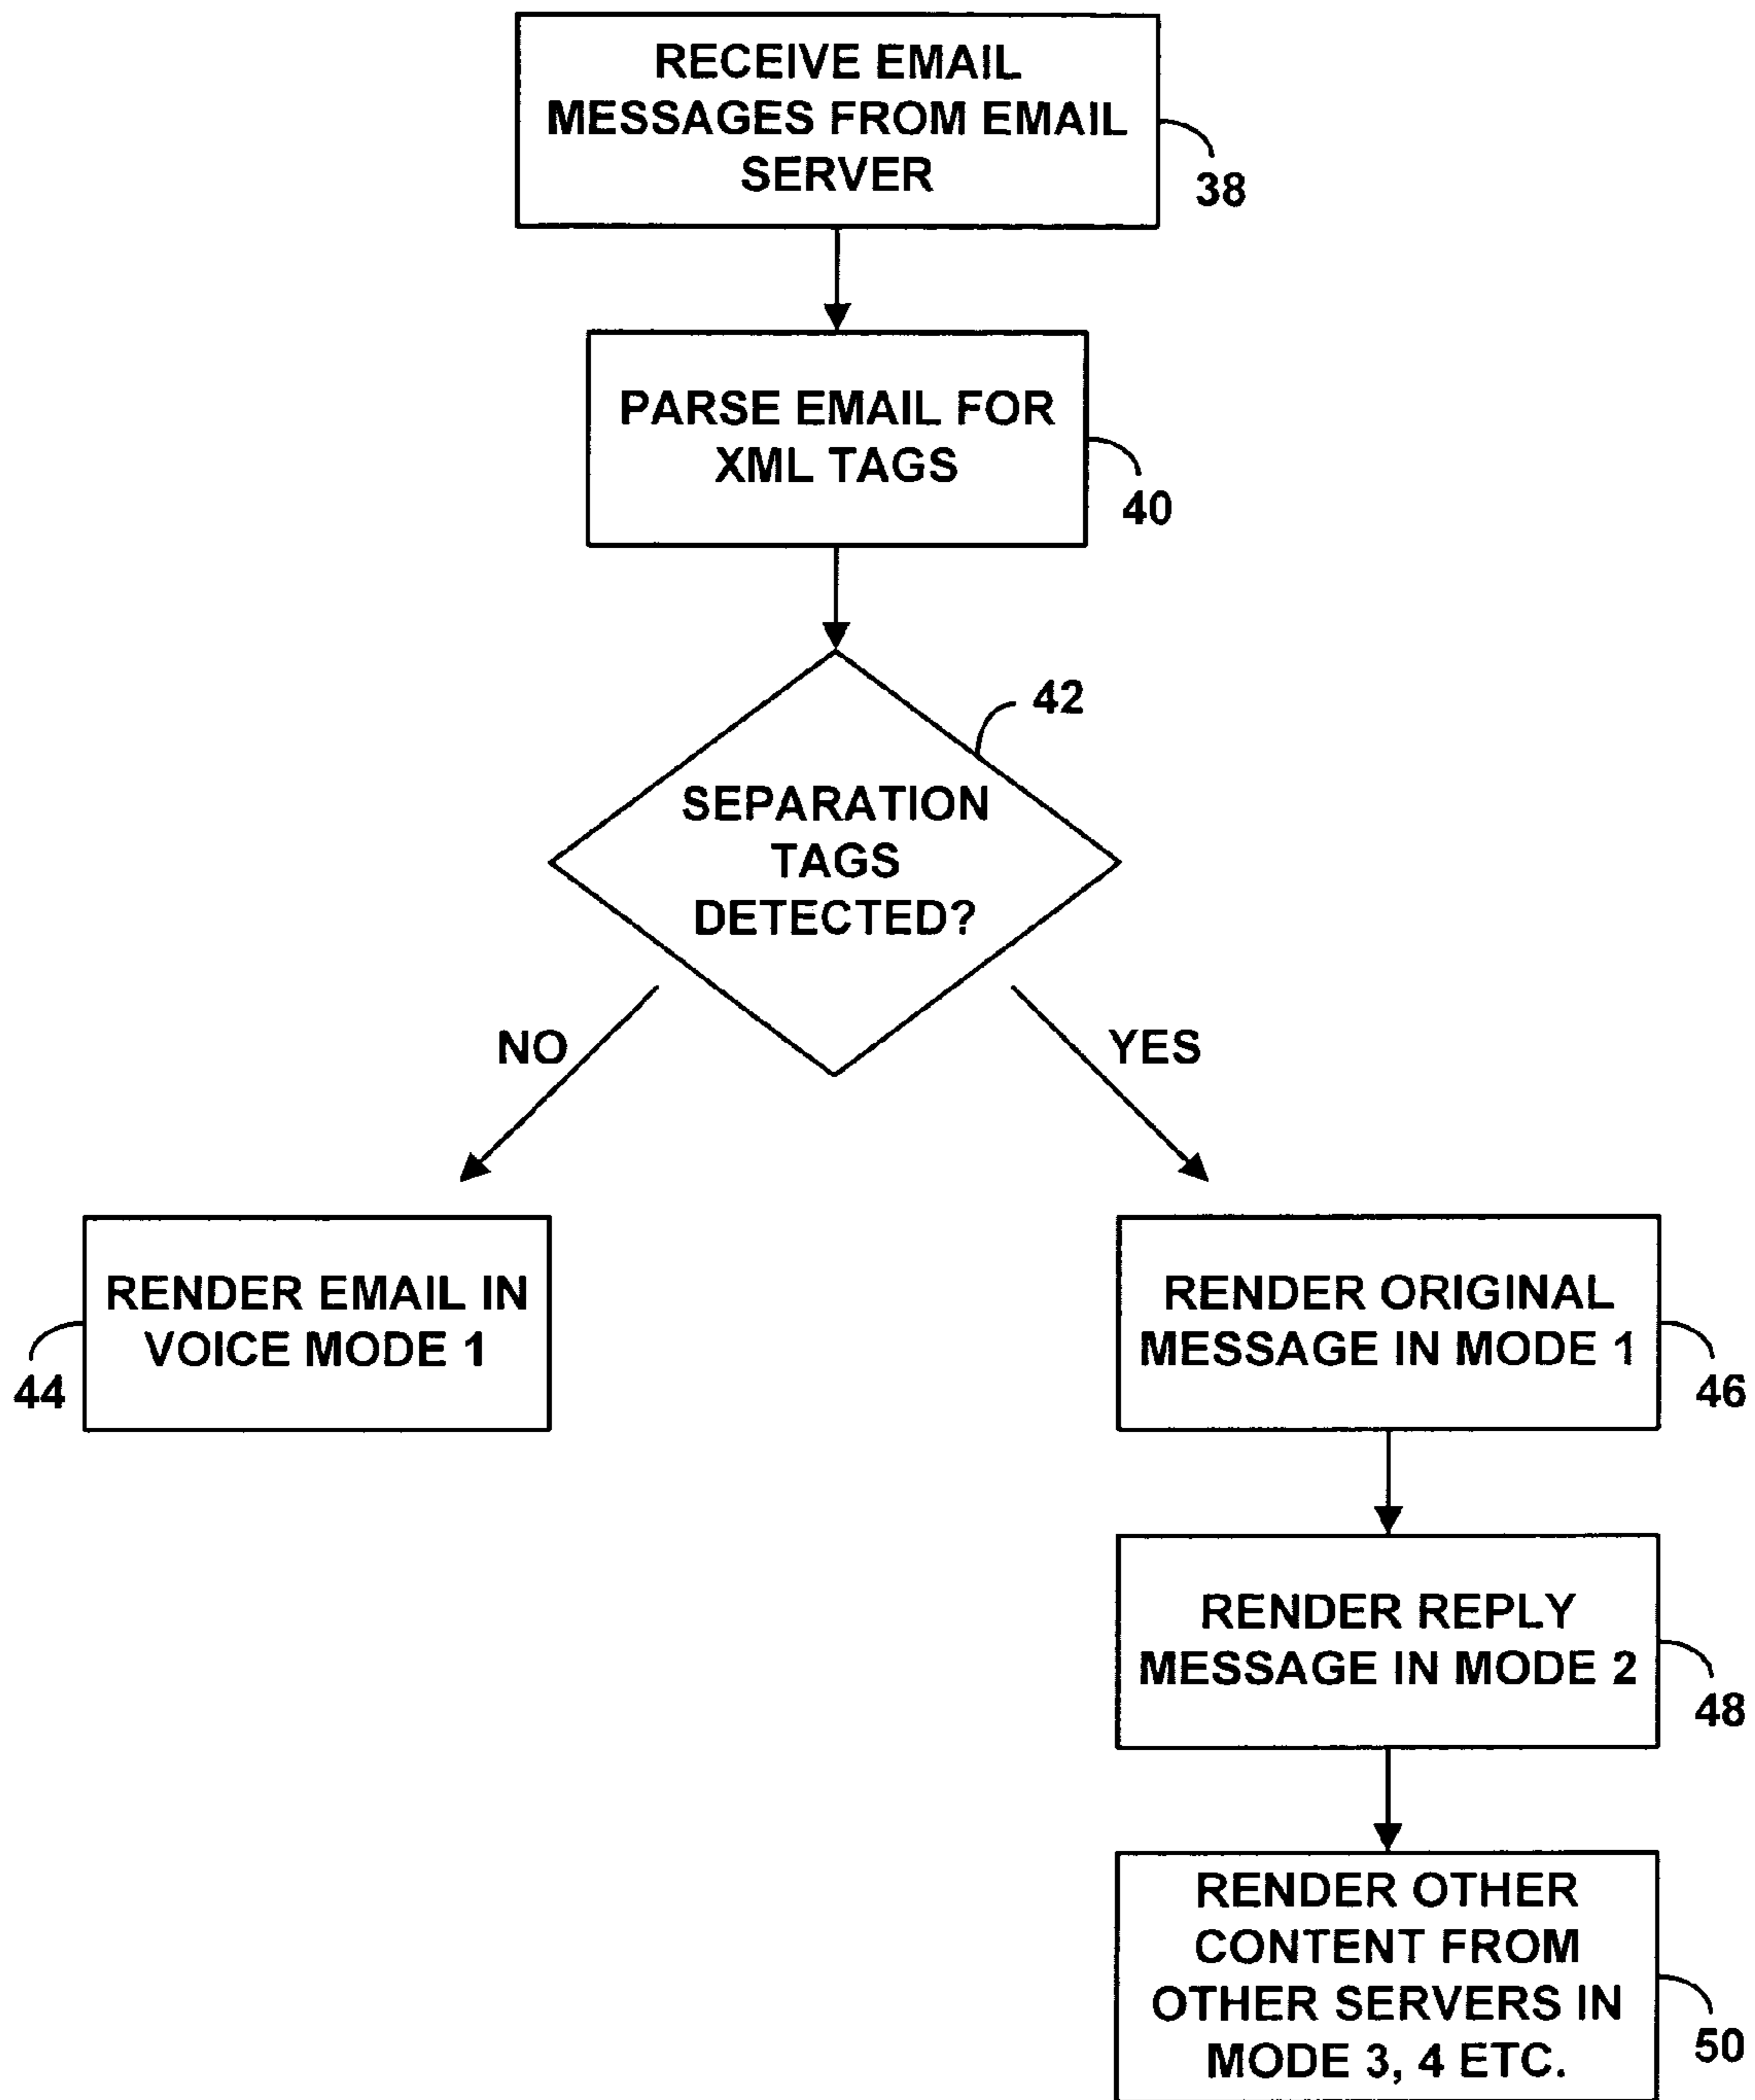 RECEIVE EMAIL
MESSAGES FROM EMAIL
SERVER
38
PARSE EMAIL FOR
XML TAGS
40
42
SEPARATION
TAGS
DETECTED?
NO
YES
RENDER EMAIL IN
VOICE MODE 1
44
RENDER ORIGINAL
MESSAGE IN MODE 1
46
RENDER REPLY
MESSAGE IN MODE 2
48
RENDER OTHER
CONTENT FROM
OTHER SERVERS IN
MODE 3, 4 ETC.
50